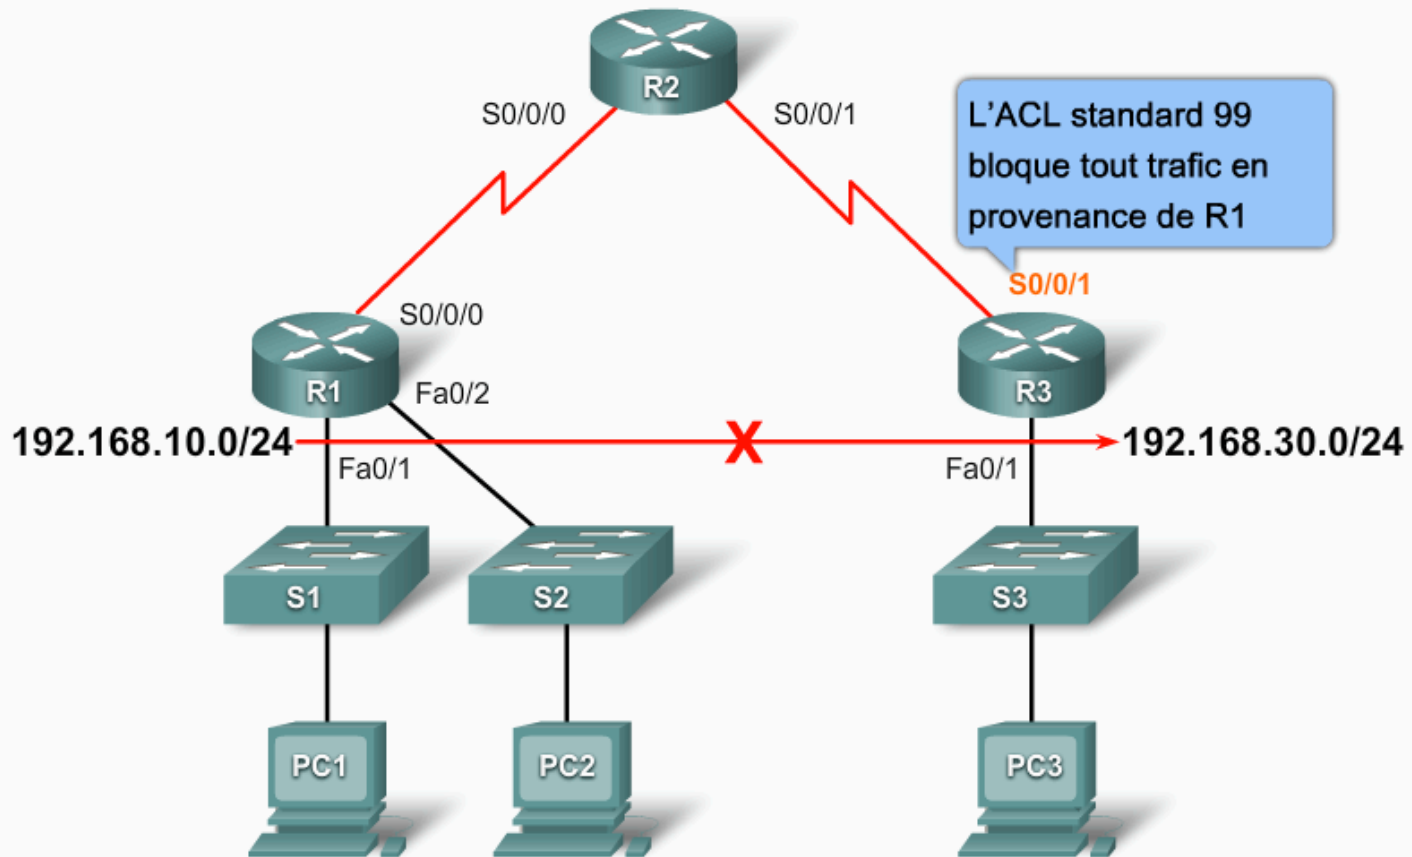 R2
S0/0/0
S0/0/1
L'ACL standard 99
bloque tout trafic en
provenance de R1
S0/0/1
S0/0/0
R1
R3
Fa0/2
192.168.10.0/24
X
192.168.30.0/24
Fa0/1
Fa0/1
S1
S2
S3
PC1
PC2
PC3